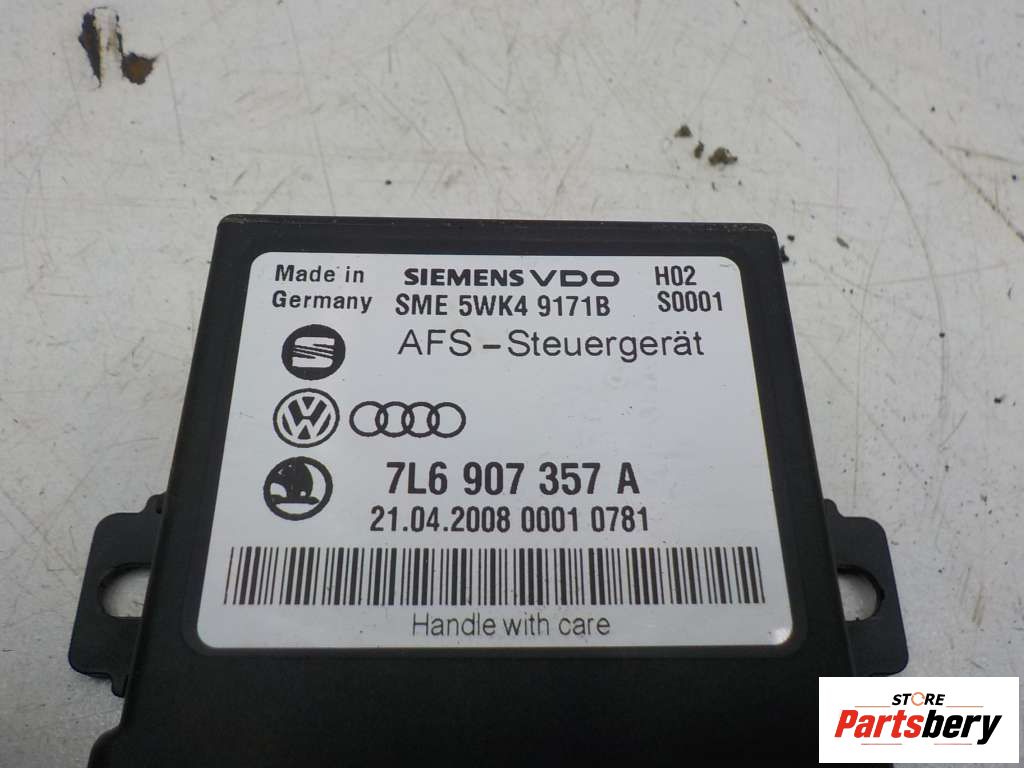 Made in SIEMENS VDO H02
Germany SME 5WK4 9171B S0001
AFS - Steuergerät
7L6 907 357 A
21.04.2008 0001 0781
Handle with care
STORE
Partsbery